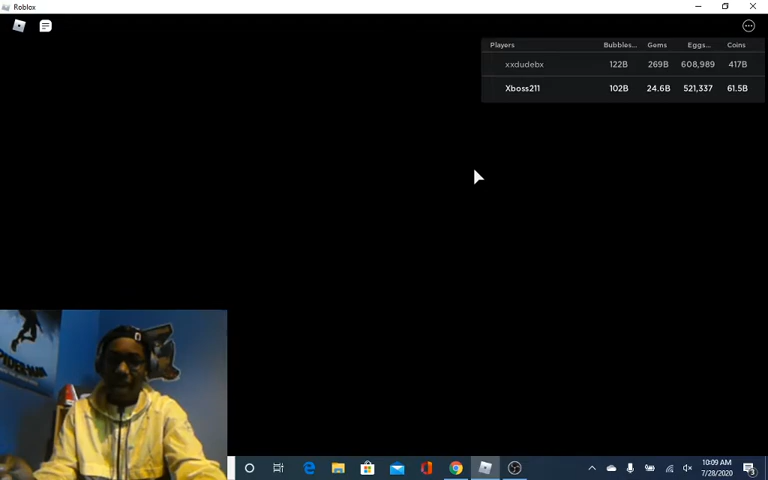 Roblox
Players Bubbles... Gems Eggs... Coins
xxdudebx 122B 269B 608,989 417B
Xboss211 102B 24.6B 521,337 61.5B
10:09 AM
7/28/2020
3